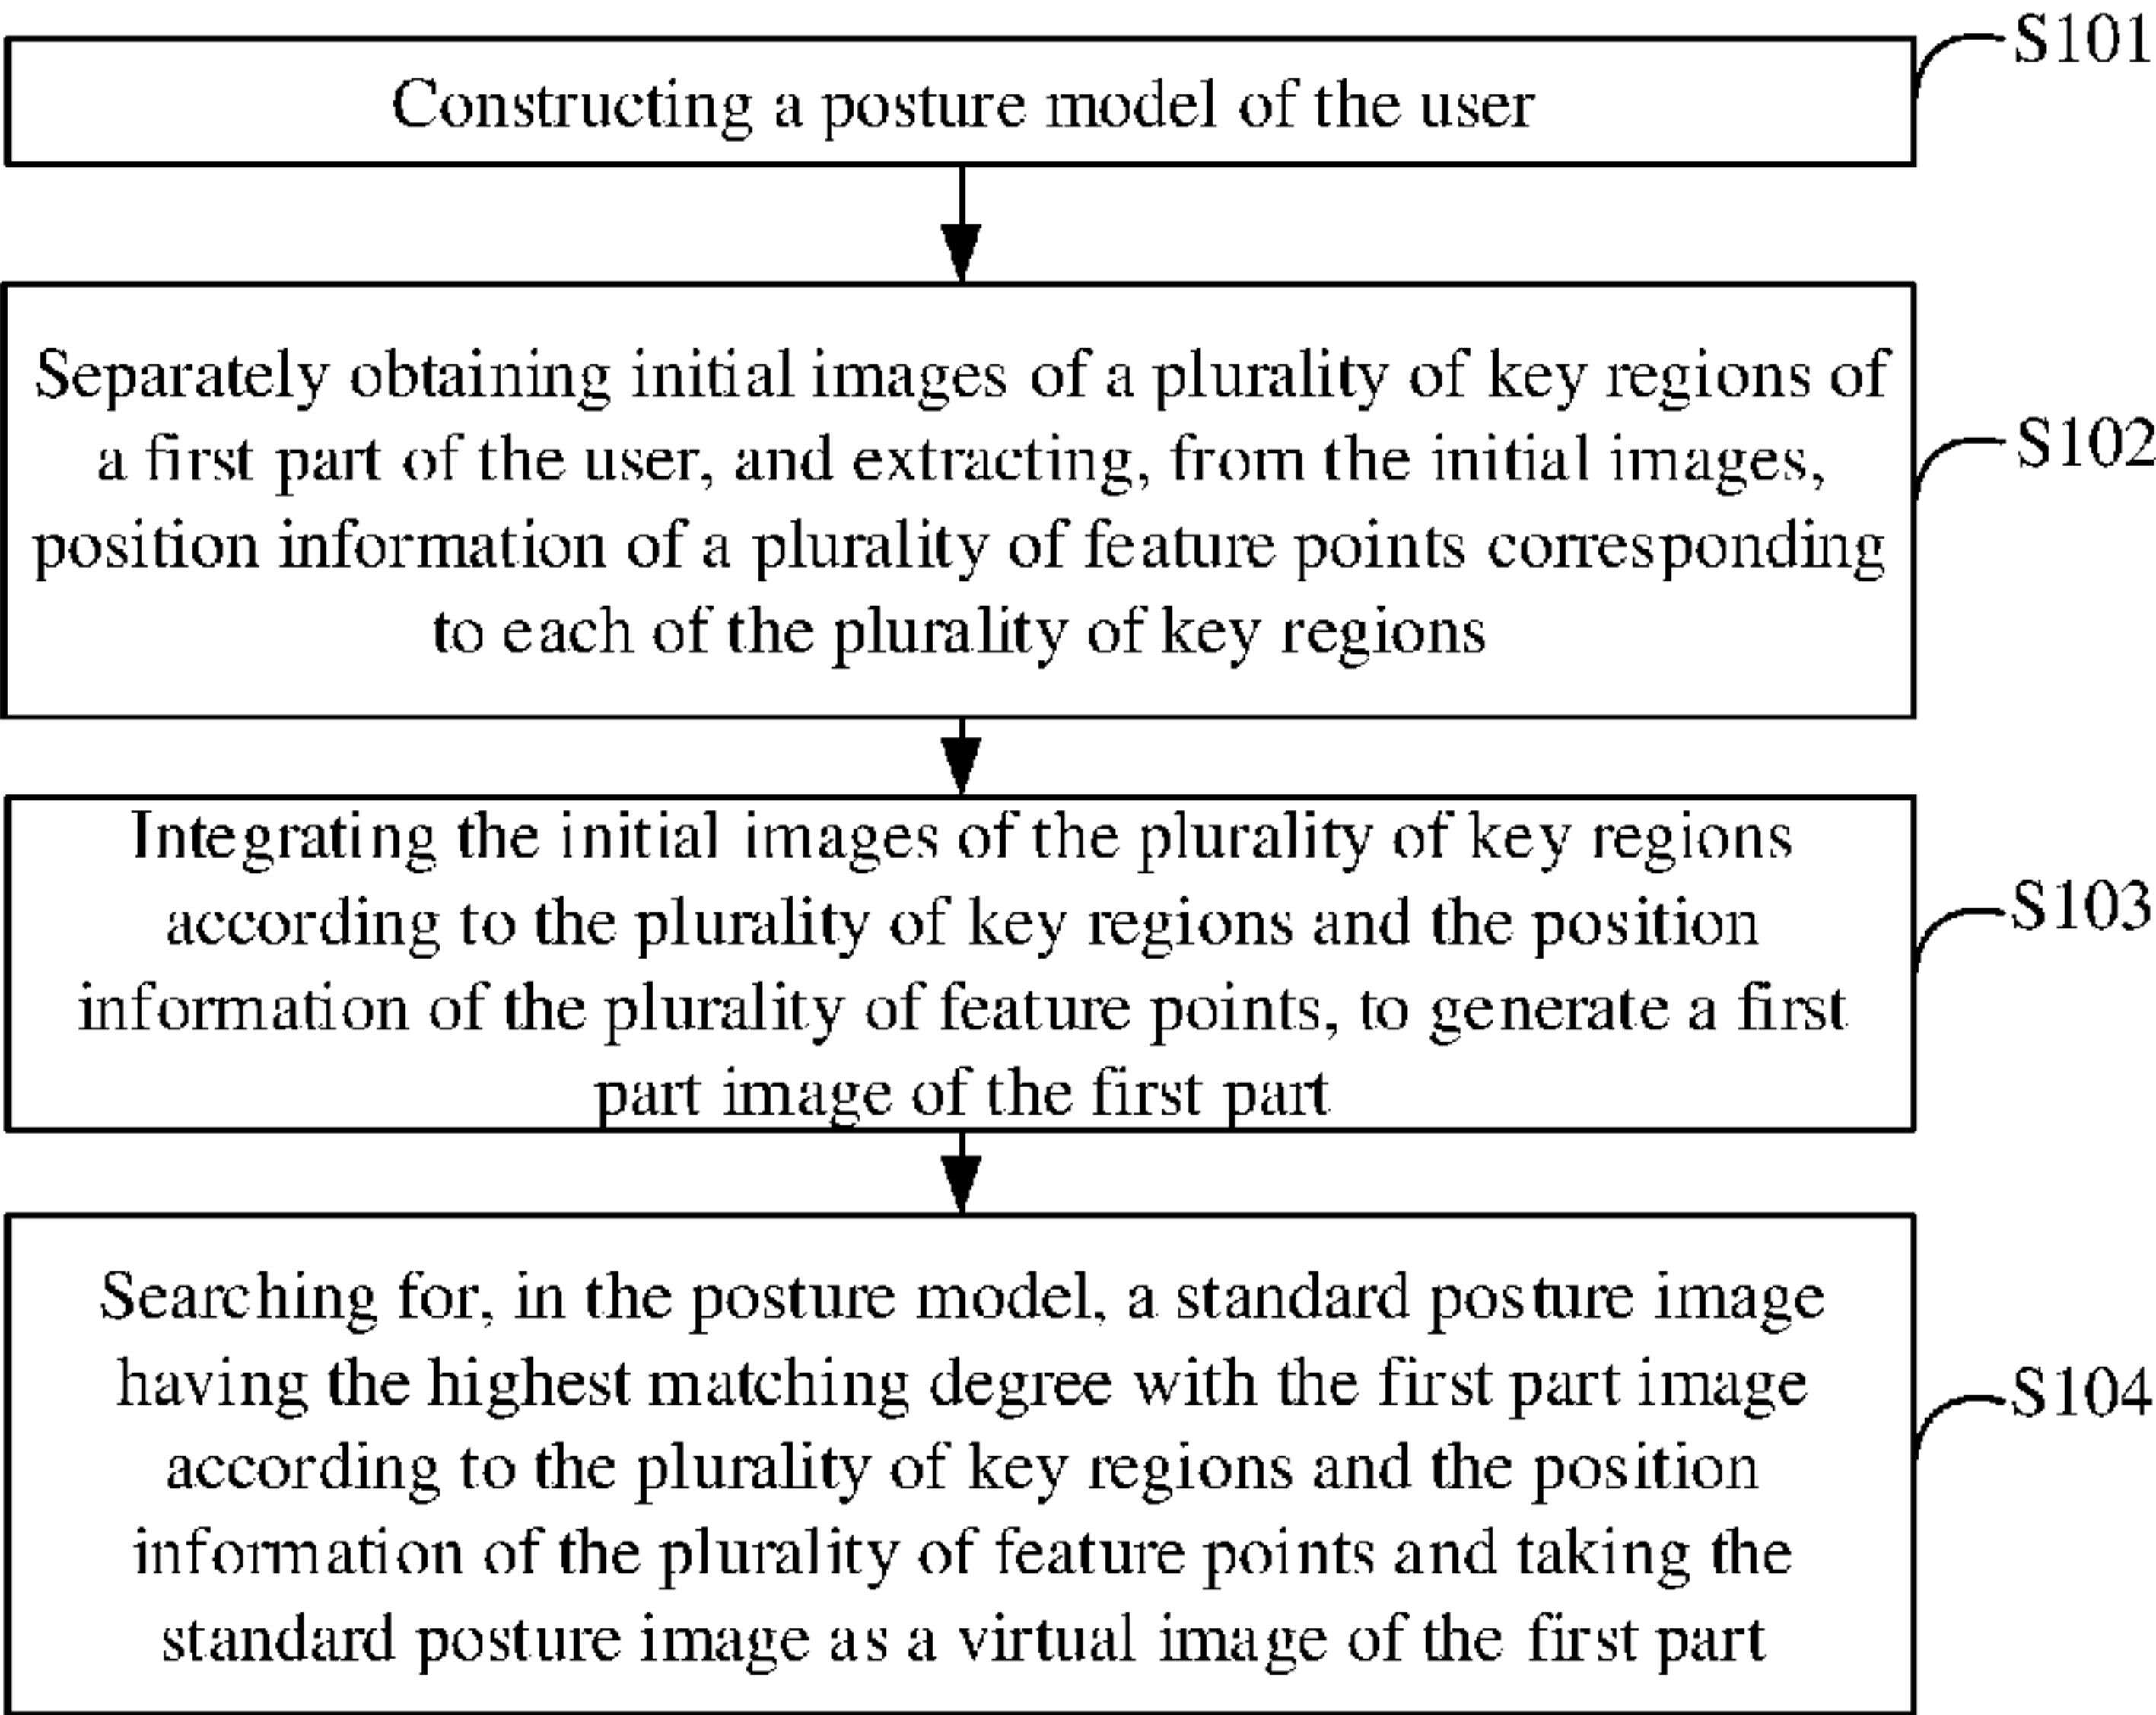 S101
Constructing a posture model of the user
Separately obtaining initial images of a plurality of key regions of
a first part of the user, and extracting, from the initial images,
position information of a plurality of feature points corresponding
to each of the plurality of key regions
S102
Integrating the initial images of the plurality of key regions
according to the plurality of key regions and the position
information of the plurality of feature points, to generate a first
part image of the first part
S103
Searching for, in the posture model, a standard posture image
having the highest matching degree with the first part image
according to the plurality of key regions and the position
information of the plurality of feature points and taking the
standard posture image as a virtual image of the first part
S104